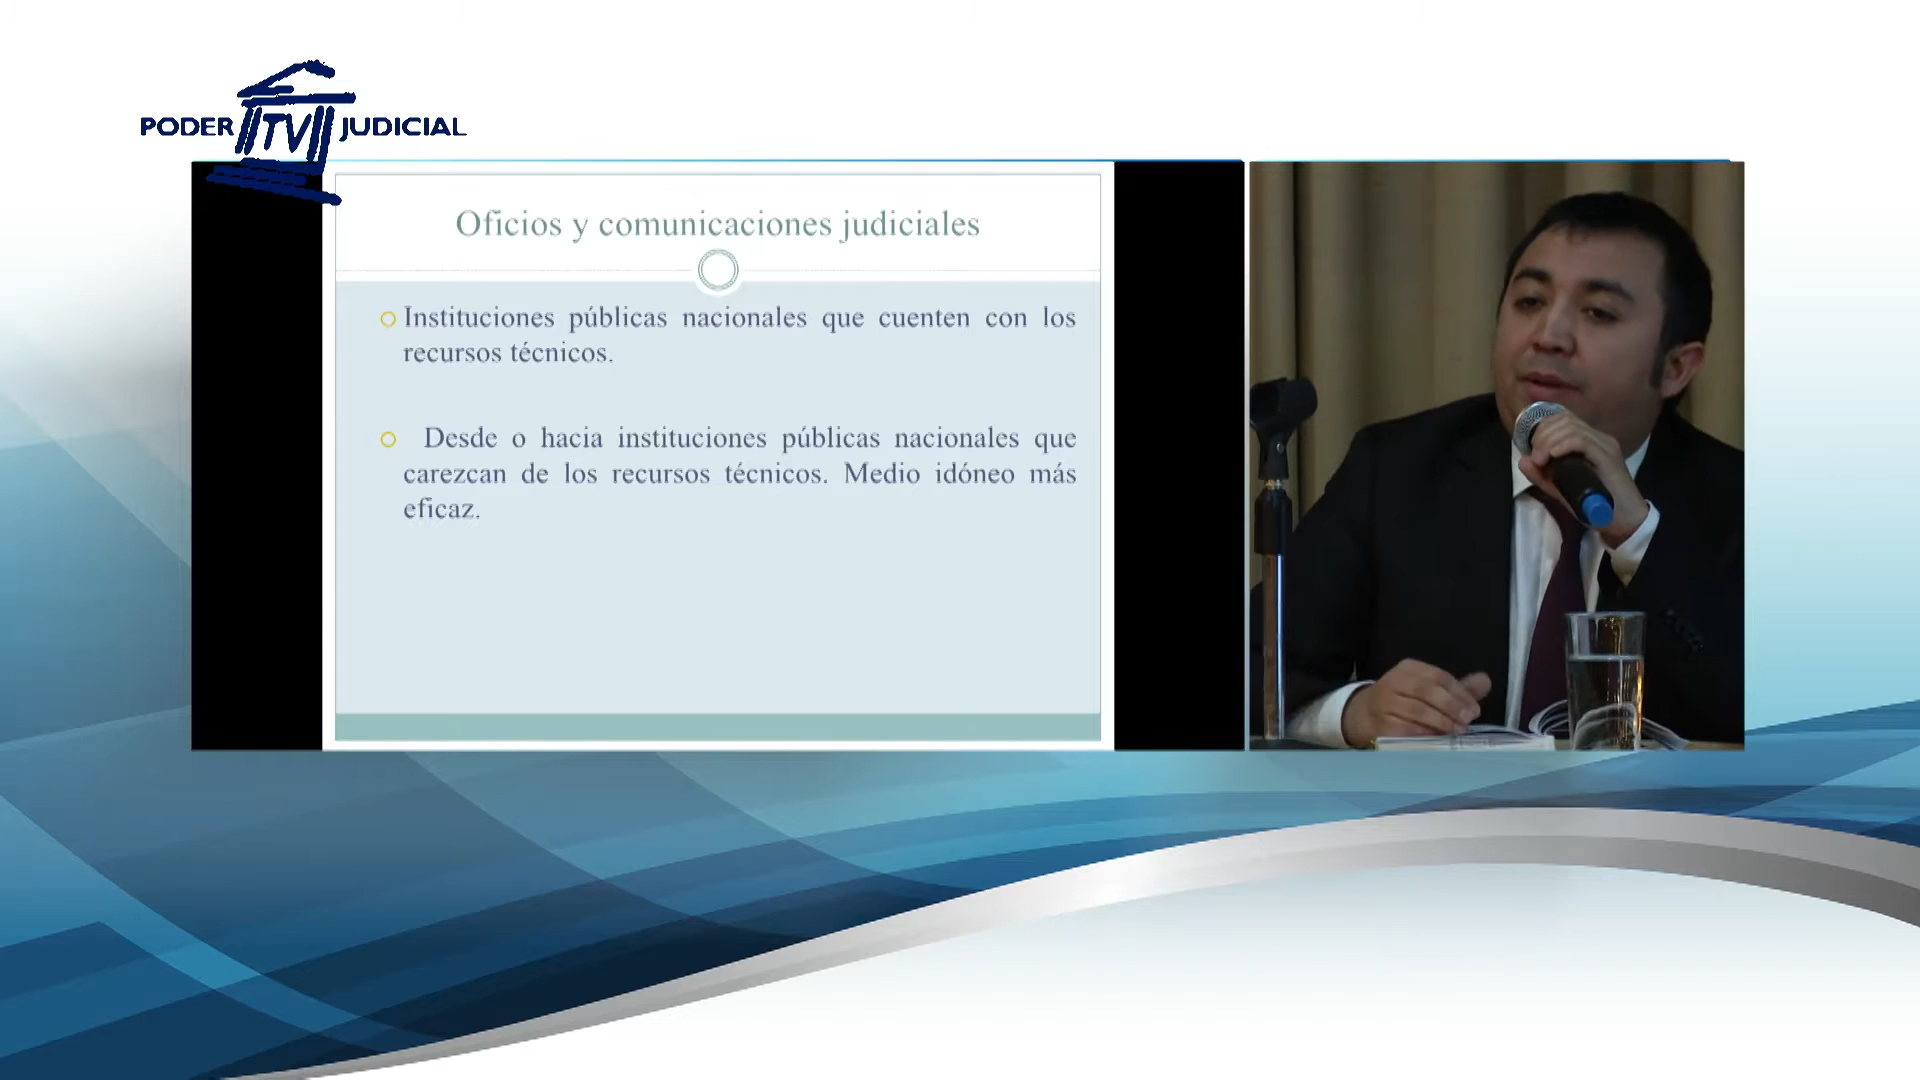 PODER TV JUDICIAL
Oficios y comunicaciones judiciales
Instituciones públicas nacionales que cuenten con los
recursos técnicos.
Desde o hacia instituciones públicas nacionales que
carezcan de los recursos técnicos. Medio idóneo más
eficaz.